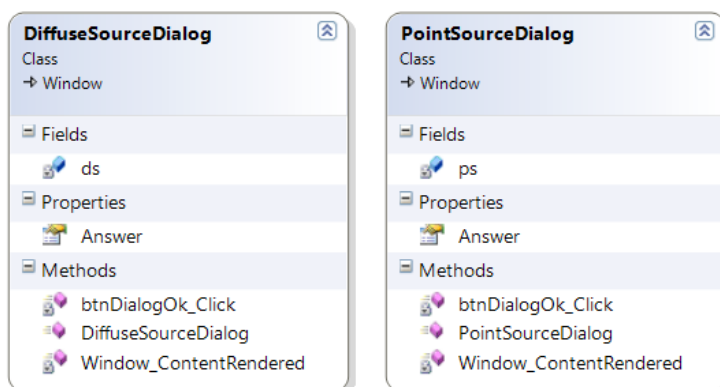 DiffuseSourceDialog
Class
Window
Fields
ds
Properties
Answer
Methods
btnDialogOk_Click
DiffuseSourceDialog
Window_ContentRendered
PointSourceDialog
Class
Window
Fields
ps
Properties
Answer
Methods
btnDialogOk_Click
PointSourceDialog
Window_ContentRendered